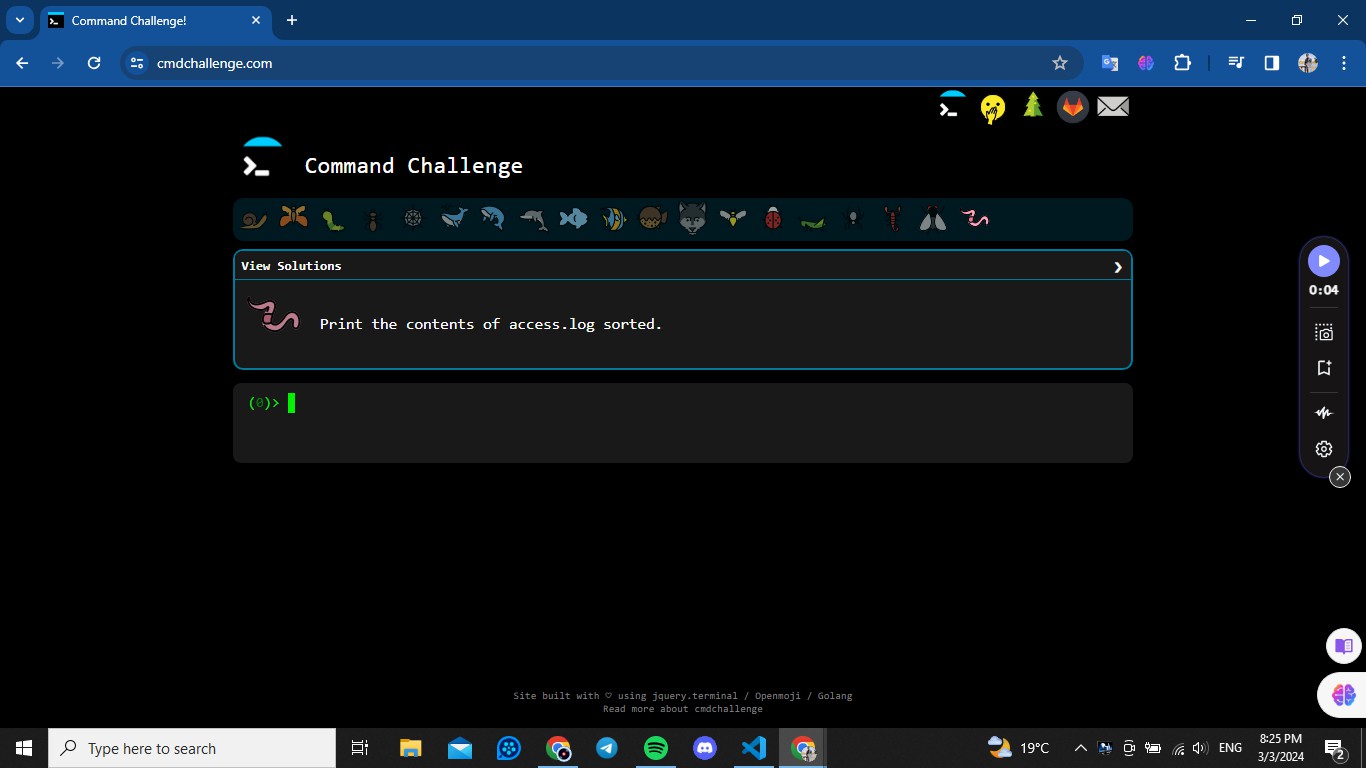 Command Challenge!
cmdchallenge.com
Command Challenge
View Solutions
Print the contents of access.log sorted.
(0)>
0:04
Site built with ♡ using jquery.terminal / Openmoji / Golang
Read more about cmdchallenge
Type here to search
19°C
ENG
8:25 PM
3/3/2024
2